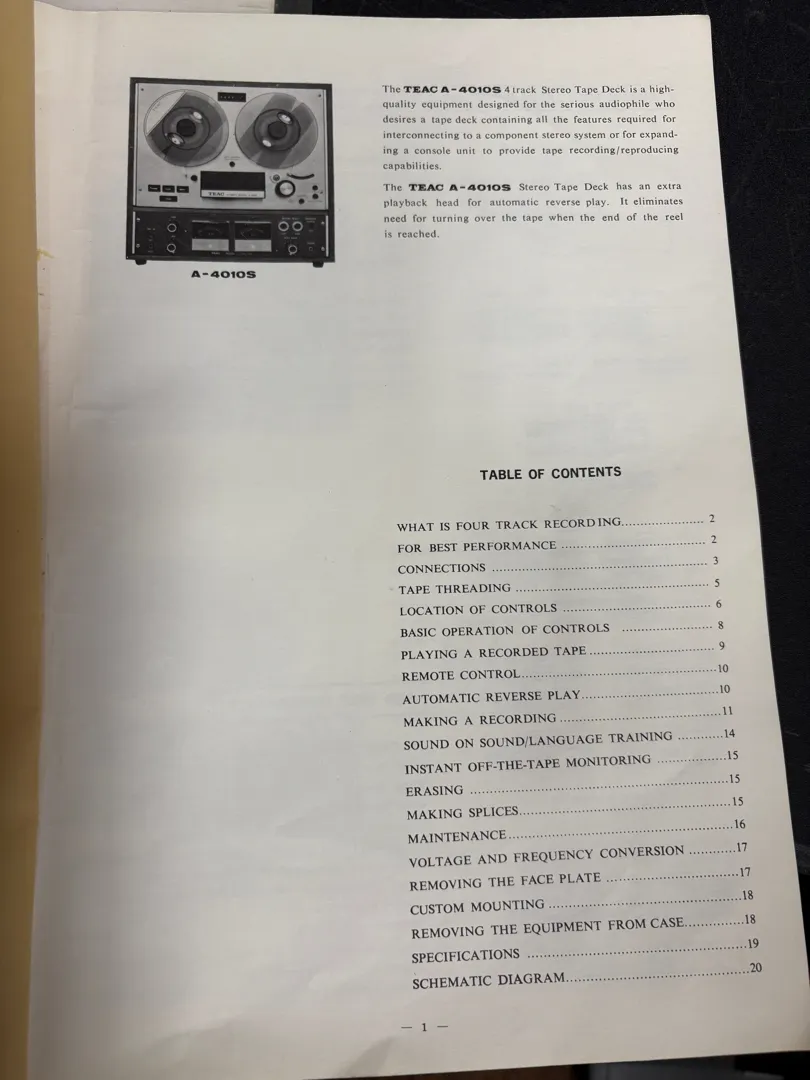 TEAC
A-4010S
The TEAC A-4010S 4 track Stereo Tape Deck is a high-
quality equipment designed for the serious audiophile who
desires a tape deck containing all the features required for
interconnecting to a component stereo system or for expand-
ing a console unit to provide tape recording/reproducing
capabilities.
The TEAC A-4010S Stereo Tape Deck has an extra
playback head for automatic reverse play. It eliminates
need for turning over the tape when the end of the reel
is reached.
TABLE OF CONTENTS
WHAT IS FOUR TRACK RECORDING...................... 2
FOR BEST PERFORMANCE ..................................... 2
CONNECTIONS ........................................................ 3
TAPE THREADING .................................................. 5
LOCATION OF CONTROLS ...................................... 6
BASIC OPERATION OF CONTROLS ........................ 8
PLAYING A RECORDED TAPE ................................. 9
REMOTE CONTROL...................................................10
AUTOMATIC REVERSE PLAY....................................10
MAKING A RECORDING ..........................................11
SOUND ON SOUND/LANGUAGE TRAINING ............14
INSTANT OFF-THE-TAPE MONITORING ..................15
ERASING ...................................................................15
MAKING SPLICES.......................................................15
MAINTENANCE..........................................................16
VOLTAGE AND FREQUENCY CONVERSION ............17
REMOVING THE FACE PLATE ..................................17
CUSTOM MOUNTING ..................................................18
REMOVING THE EQUIPMENT FROM CASE...............18
SPECIFICATIONS .........................................................19
SCHEMATIC DIAGRAM................................................20
— 1 —